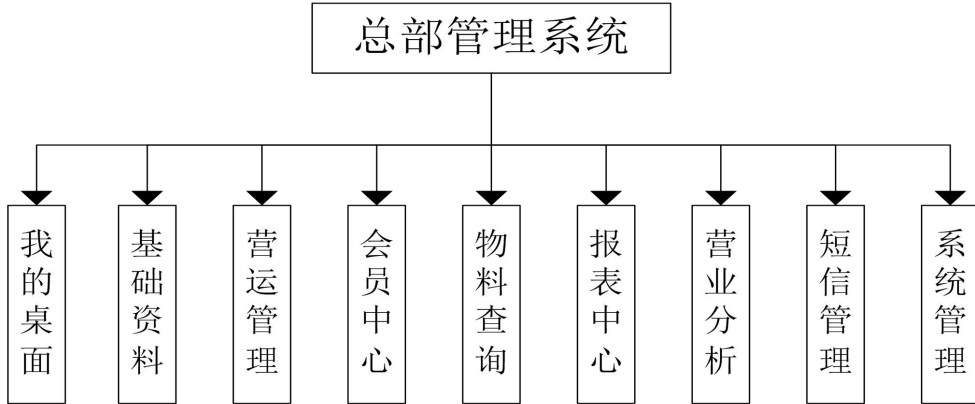 总部管理系统
我的桌面
基础资料
营运管理
会员中心
物料查询
报表中心
营业分析
短信管理
系统管理